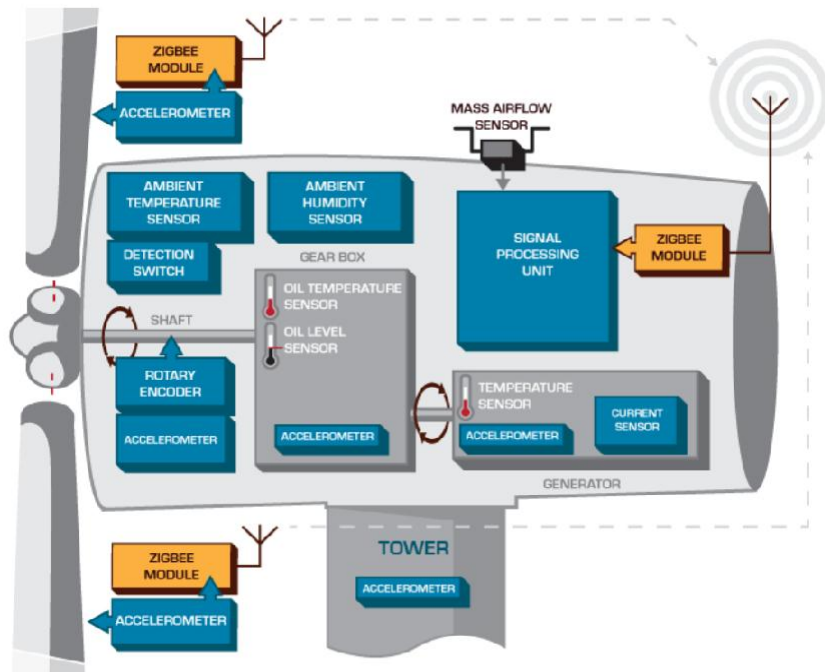 ZIGBEE
MODULE
ACCELEROMETER
MASS AIRFLOW
SENSOR
AMBIENT
TEMPERATURE
SENSOR
AMBIENT
HUMIDITY
SENSOR
DETECTION
SWITCH
SIGNAL
PROCESSING
UNIT
ZIGBEE
MODULE
GEAR BOX
OIL TEMPERATURE
SENSOR
OIL LEVEL
SENSOR
SHAFT
ROTARY
ENCODER
ACCELEROMETER
ACCELEROMETER
TEMPERATURE
SENSOR
ACCELEROMETER
CURRENT
SENSOR
GENERATOR
TOWER
ACCELEROMETER
ZIGBEE
MODULE
ACCELEROMETER